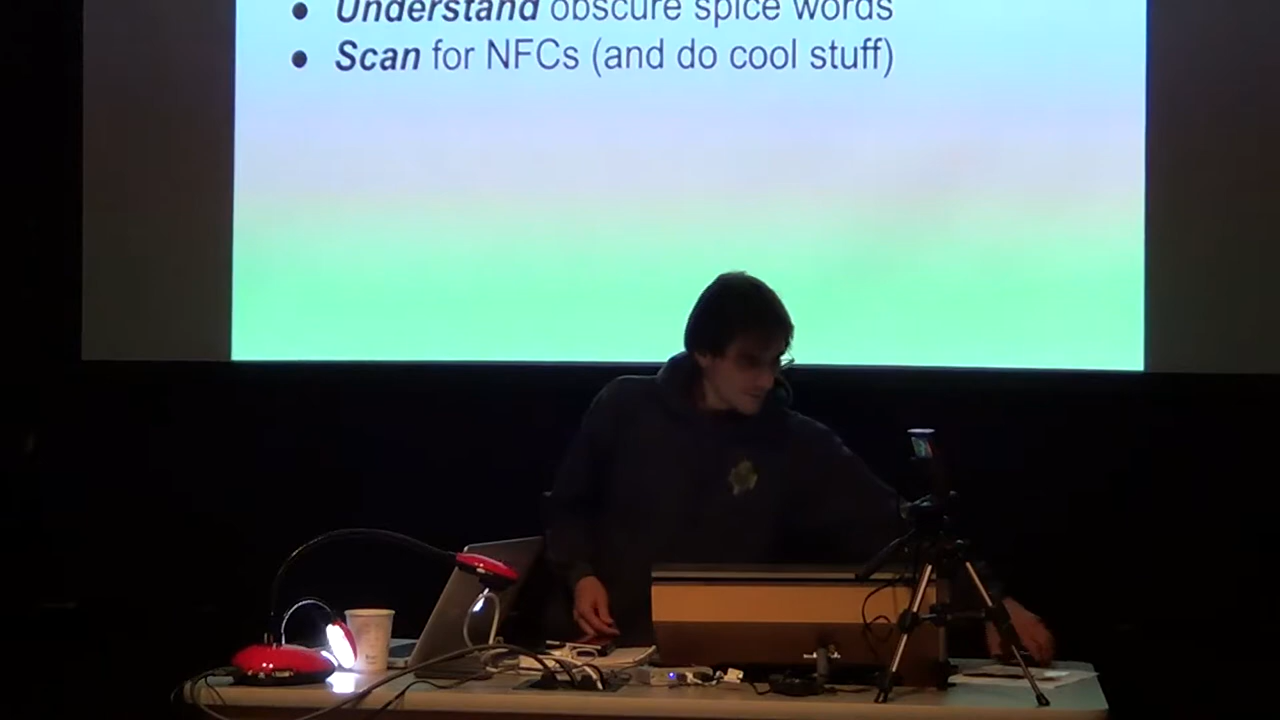 • Understand obscure spice words
• Scan for NFCs (and do cool stuff)